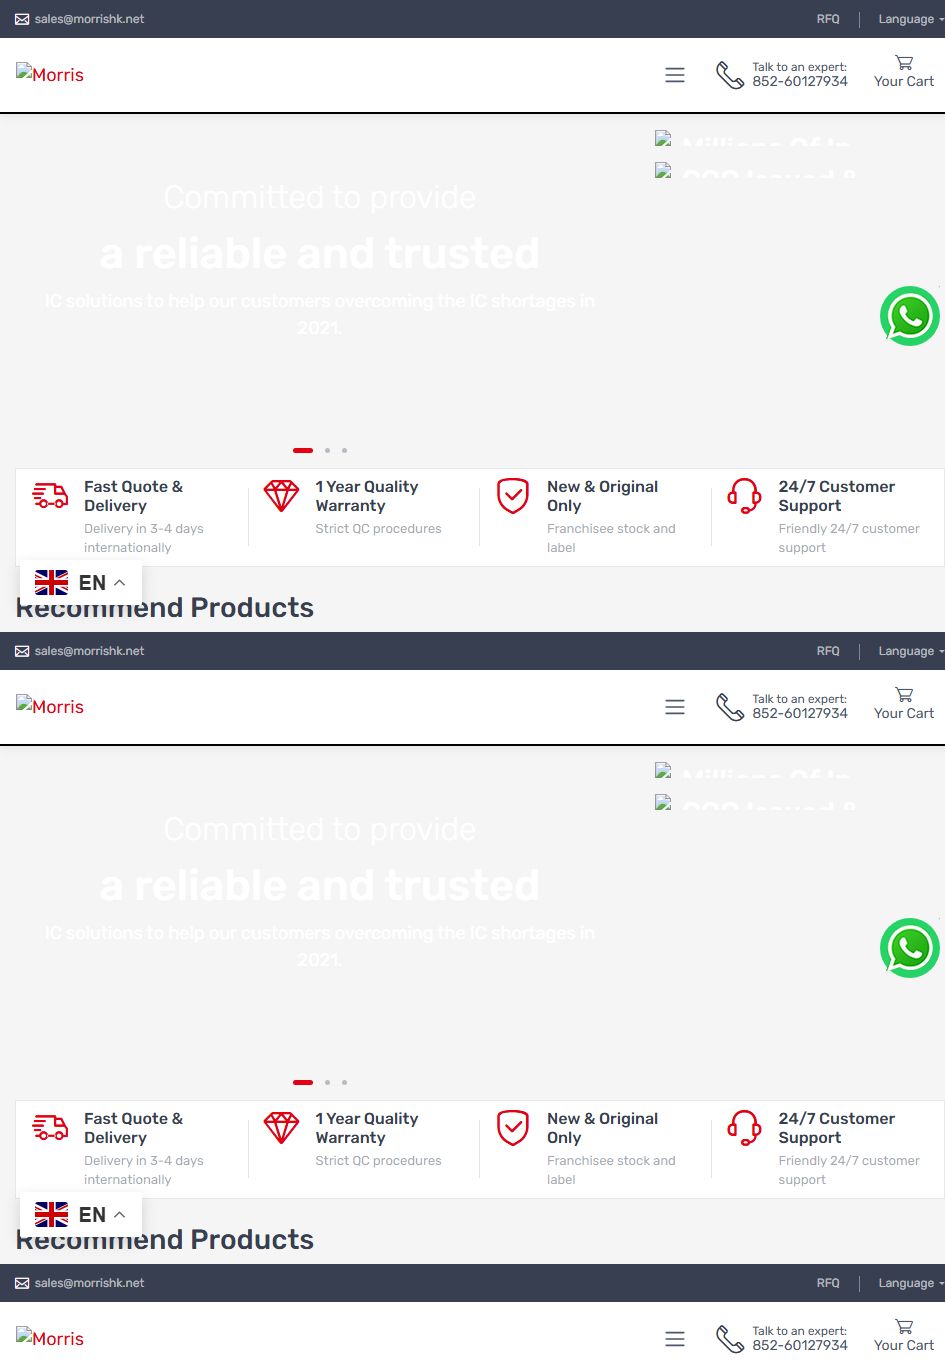 sales@morrishk.net
RFQ
Language
Morris
Talk to an expert:
852-60127934
Your Cart
Millions Of In
Committed to provide
a reliable and trusted
IC solutions to help our customers overcoming the IC shortages in
2021.
Fast Quote &
Delivery
Delivery in 3-4 days
internationally
1 Year Quality
Warranty
Strict QC procedures
New & Original
Only
Franchisee stock and
label
24/7 Customer
Support
Friendly 24/7 customer
support
EN
Recommend Products
sales@morrishk.net
RFQ
Language
Morris
Talk to an expert:
852-60127934
Your Cart
Millions Of In
Committed to provide
a reliable and trusted
IC solutions to help our customers overcoming the IC shortages in
2021.
Fast Quote &
Delivery
Delivery in 3-4 days
internationally
1 Year Quality
Warranty
Strict QC procedures
New & Original
Only
Franchisee stock and
label
24/7 Customer
Support
Friendly 24/7 customer
support
EN
Recommend Products
sales@morrishk.net
RFQ
Language
Morris
Talk to an expert:
852-60127934
Your Cart